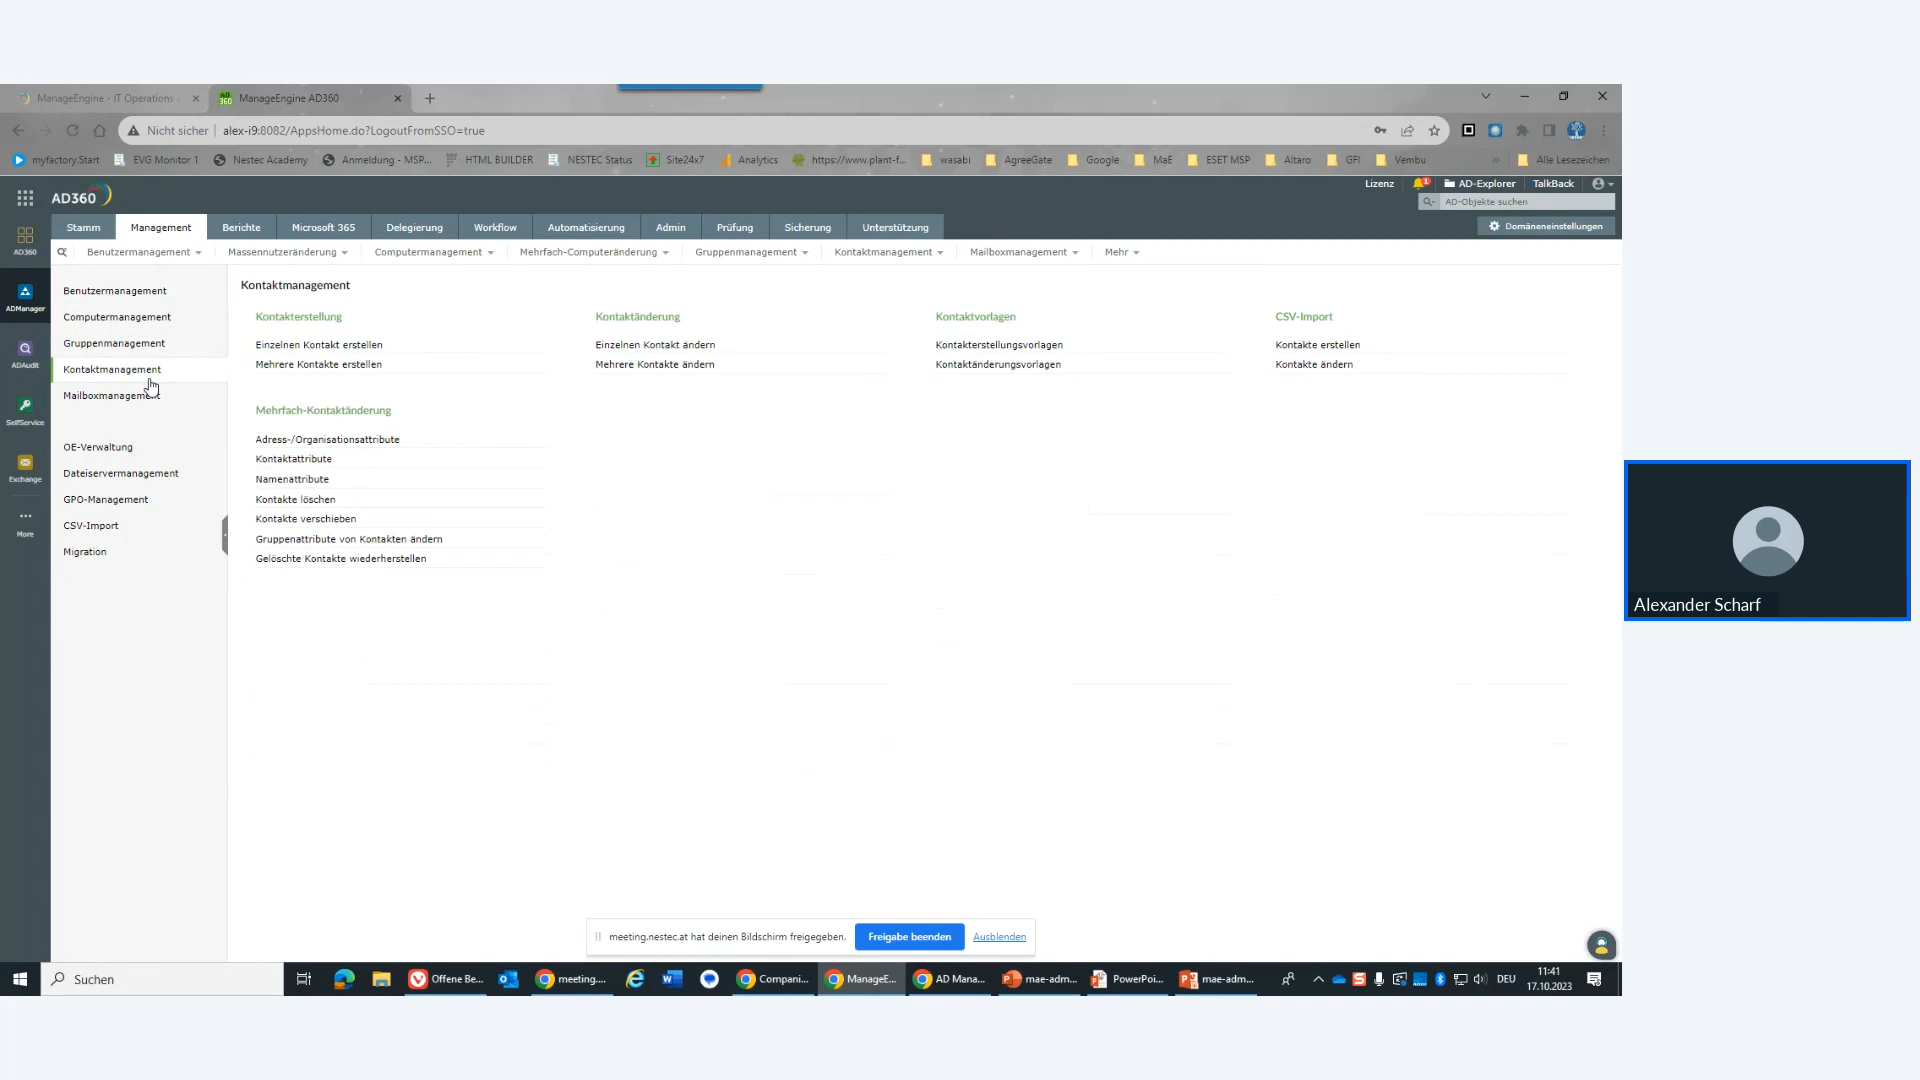 ManageEngine - IT Operations
ManageEngine AD360
Nicht sicher | alex-i9:8082/AppsHome.do?LogoutFromSSO=true
myfactory.Start EVG Monitor 1 Nestec Academy Anmeldung - MSP... HTML BUILDER NESTEC Status Site24x7 Analytics https://www.plant-f... wasabi AgreeGate Google MaE ESET MSP Altaro GFI Vembu » Alle Lesezeichen
AD360
Lizenz 1 AD-Explorer TalkBack
AD-Objekte suchen
Stamm Management Berichte Microsoft 365 Delegierung Workflow Automatisierung Admin Prüfung Sicherung Unterstützung
Domäneneinstellungen
Benutzermanagement Massennutzeränderung Computermanagement Mehrfach-Computeränderung Gruppenmanagement Kontaktmanagement Mailboxmanagement Mehr
AD360
ADManager
ADAudit
SelfService
Exchange
More
Benutzermanagement
Computermanagement
Gruppenmanagement
Kontaktmanagement
Mailboxmanagement
OE-Verwaltung
Dateiservermanagement
GPO-Management
CSV-Import
Migration
Kontaktmanagement
Kontakterstellung
Einzelnen Kontakt erstellen
Mehrere Kontakte erstellen
Kontaktänderung
Einzelnen Kontakt ändern
Mehrere Kontakte ändern
Kontaktvorlagen
Kontakterstellungsvorlagen
Kontaktänderungsvorlagen
CSV-Import
Kontakte erstellen
Kontakte ändern
Mehrfach-Kontaktänderung
Adress-/Organisationsattribute
Kontaktattribute
Namenattribute
Kontakte löschen
Kontakte verschieben
Gruppenattribute von Kontakten ändern
Gelöschte Kontakte wiederherstellen
Alexander Scharf
meeting.nestec.at hat deinen Bildschirm freigegeben. Freigabe beenden Ausblenden
Suchen
Offene Be... meeting.... Compani... ManageE... AD Mana... mae-adm... PowerPoi... mae-adm...
DEU
11:41
17.10.2023